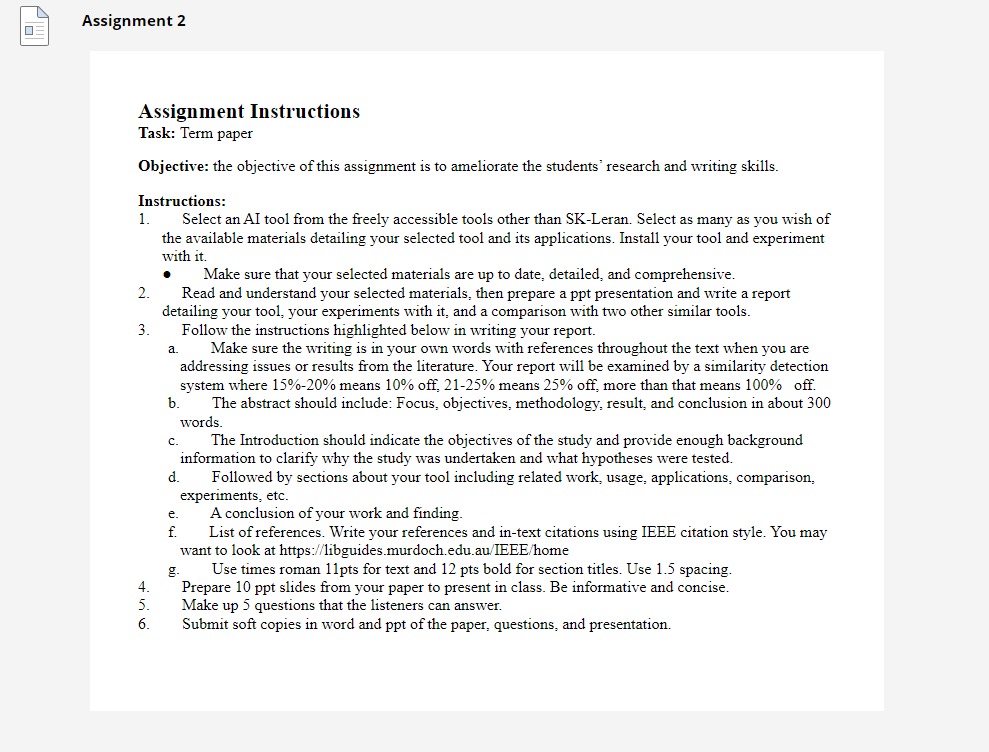 Assignment 2
Assignment Instructions
Task: Term paper
Objective: the objective of this assignment is to ameliorate the students' research and writing skills.
Instructions:
1. Select an AI tool from the freely accessible tools other than SK-Leran. Select as many as you wish of
the available materials detailing your selected tool and its applications. Install your tool and experiment
with it.
● Make sure that your selected materials are up to date, detailed, and comprehensive.
2. Read and understand your selected materials, then prepare a ppt presentation and write a report
detailing your tool, your experiments with it, and a comparison with two other similar tools.
3. Follow the instructions highlighted below in writing your report.
a. Make sure the writing is in your own words with references throughout the text when you are
addressing issues or results from the literature. Your report will be examined by a similarity detection
system where 15%-20% means 10% off, 21-25% means 25% off, more than that means 100% off.
b. The abstract should include: Focus, objectives, methodology, result, and conclusion in about 300
words.
c. The Introduction should indicate the objectives of the study and provide enough background
information to clarify why the study was undertaken and what hypotheses were tested.
d. Followed by sections about your tool including related work, usage, applications, comparison,
experiments, etc.
e. A conclusion of your work and finding.
f. List of references. Write your references and in-text citations using IEEE citation style. You may
want to look at https://libguides.murdoch.edu.au/IEEE/home
g. Use times roman 11pts for text and 12 pts bold for section titles. Use 1.5 spacing.
4. Prepare 10 ppt slides from your paper to present in class. Be informative and concise.
5. Make up 5 questions that the listeners can answer.
6. Submit soft copies in word and ppt of the paper, questions, and presentation.